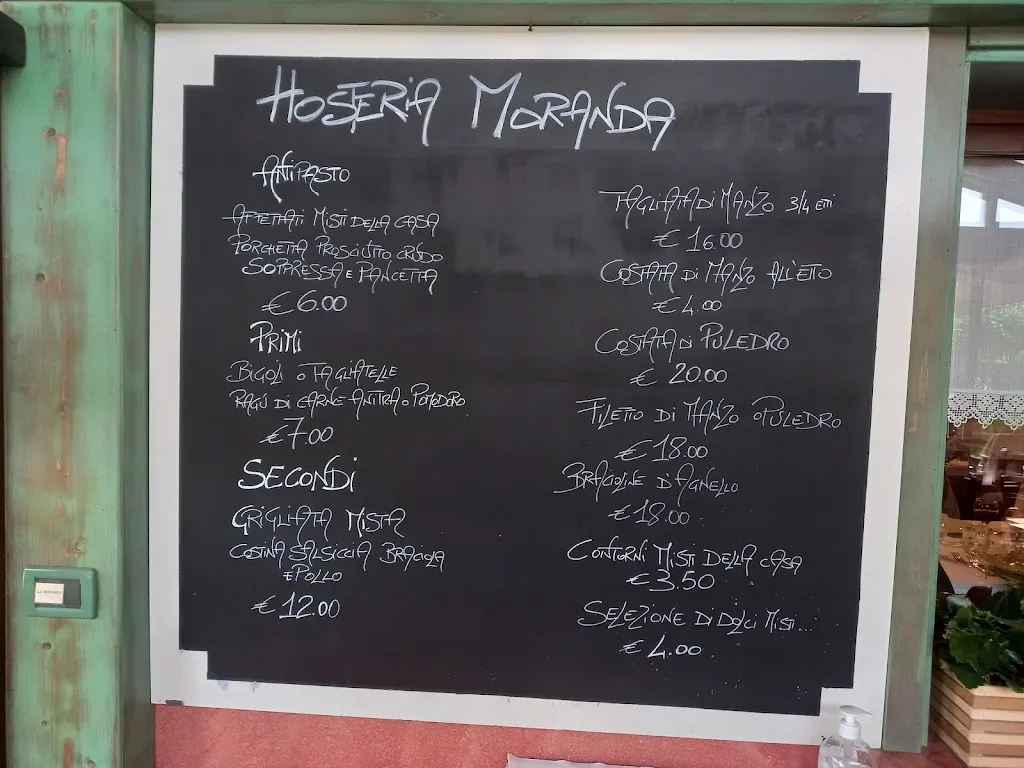 HOSTERIA MORANDA
ANTIPASTO
AFFETTATI MISTI DELLA CASA
PORCHETTA PROSCIUTTO CRUDO
SOPPRESSA E PANCETTA
€ 6.00
PRIMI
BIGOLI O TAGLIATELLE
RAGÙ DI CARNE ANITRA O POMODORO
€ 7.00
SECONDI
GRIGLIATA MISTA
COSTINA SALSICCIA BRACIOLA
E POLLO
€ 12.00
TAGLIATA DI MANZO 3/4 ETTI
€ 16.00
COSTATA DI MANZO ALL'ETTO
€ 4.00
COSTATA DI PULEDRO
€ 20.00
FILETTO DI MANZO O PULEDRO
€ 18.00
BRACIOLINE D'AGNELLO
€ 18.00
CONTORNI MISTI DELLA CASA
€ 3.50
SELEZIONE DI DOLCI MISTI...
€ 4.00